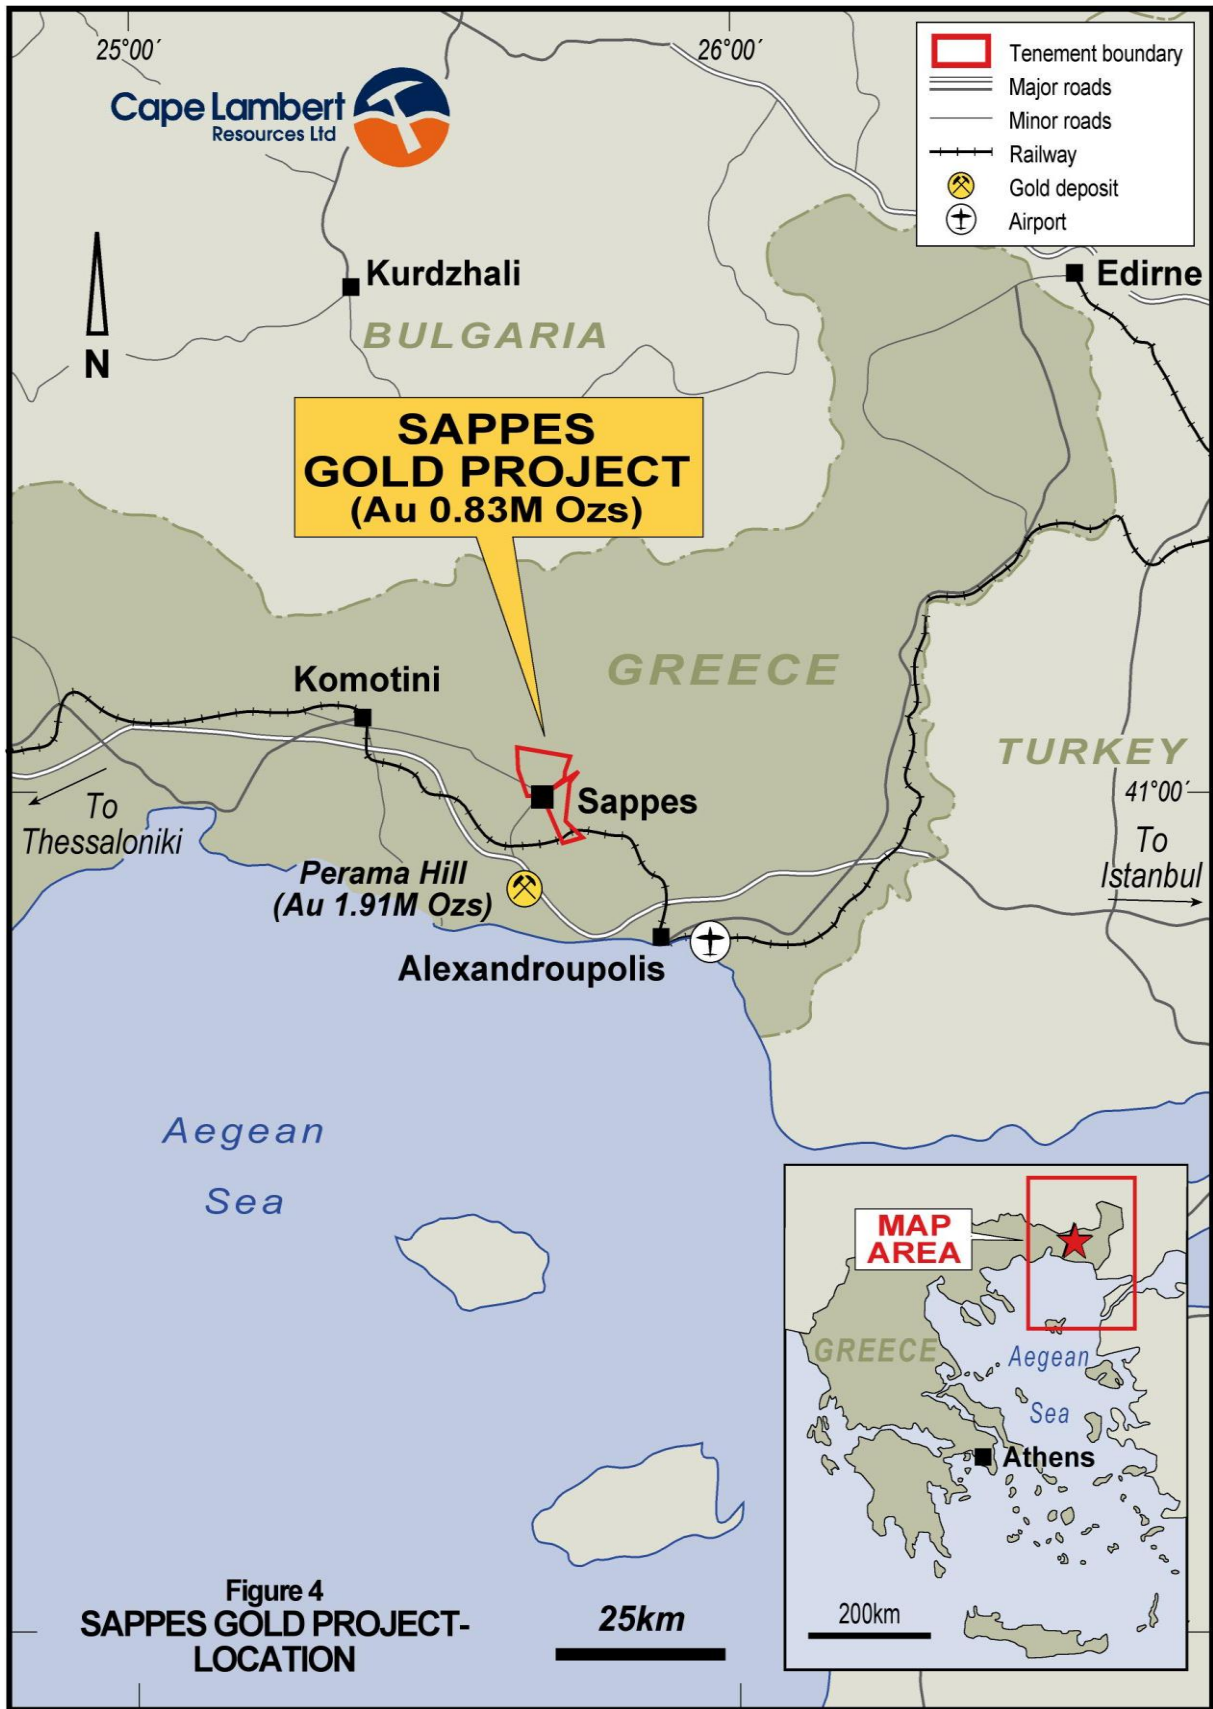 25°00´
26°00´
Cape Lambert
Resources Ltd
Tenement boundary
Major roads
Minor roads
Railway
Gold deposit
Airport
Kurdzhali
Edirne
BULGARIA
N
SAPPES
GOLD PROJECT
(Au 0.83M Ozs)
GREECE
Komotini
TURKEY
Sappes
41°00´
To
Thessaloniki
To
Istanbul
Perama Hill
(Au 1.91M Ozs)
Alexandroupolis
Aegean
Sea
MAP
AREA
GREECE
Aegean
Sea
Athens
200km
Figure 4
SAPPES GOLD PROJECT-
LOCATION
25km